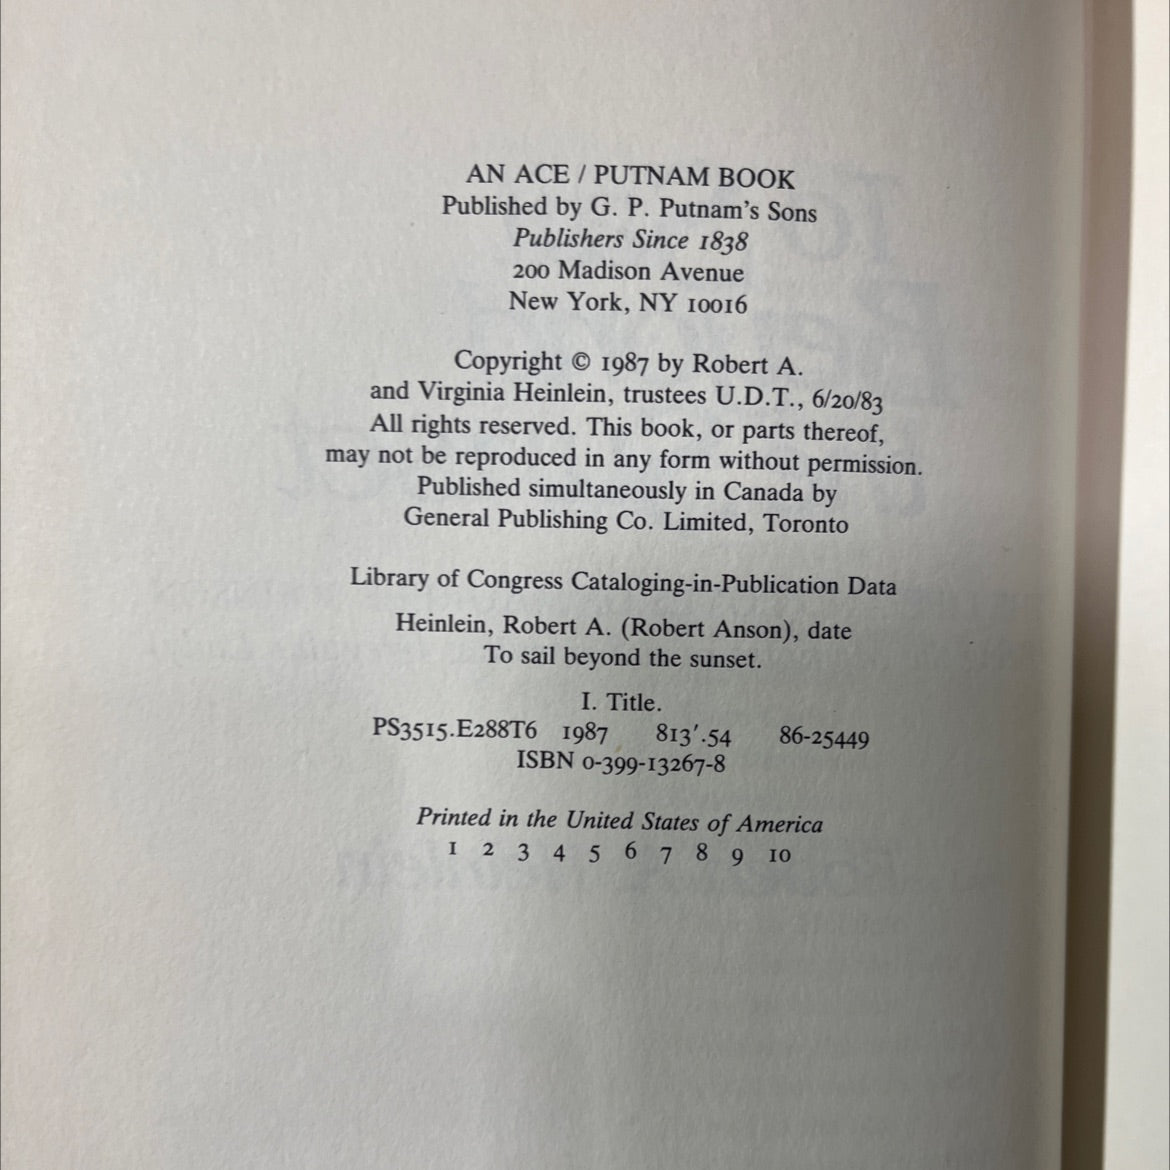 AN ACE / PUTNAM BOOK
Published by G. P. Putnam's Sons
Publishers Since 1838
200 Madison Avenue
New York, NY 10016
Copyright © 1987 by Robert A.
and Virginia Heinlein, trustees U.D.T., 6/20/83
All rights reserved. This book, or parts thereof,
may not be reproduced in any form without permission.
Published simultaneously in Canada by
General Publishing Co. Limited, Toronto
Library of Congress Cataloging-in-Publication Data
Heinlein, Robert A. (Robert Anson), date
To sail beyond the sunset.
I. Title.
PS3515.E288T6 1987 813'.54 86-25449
ISBN 0-399-13267-8
Printed in the United States of America
1 2 3 4 5 6 7 8 9 10